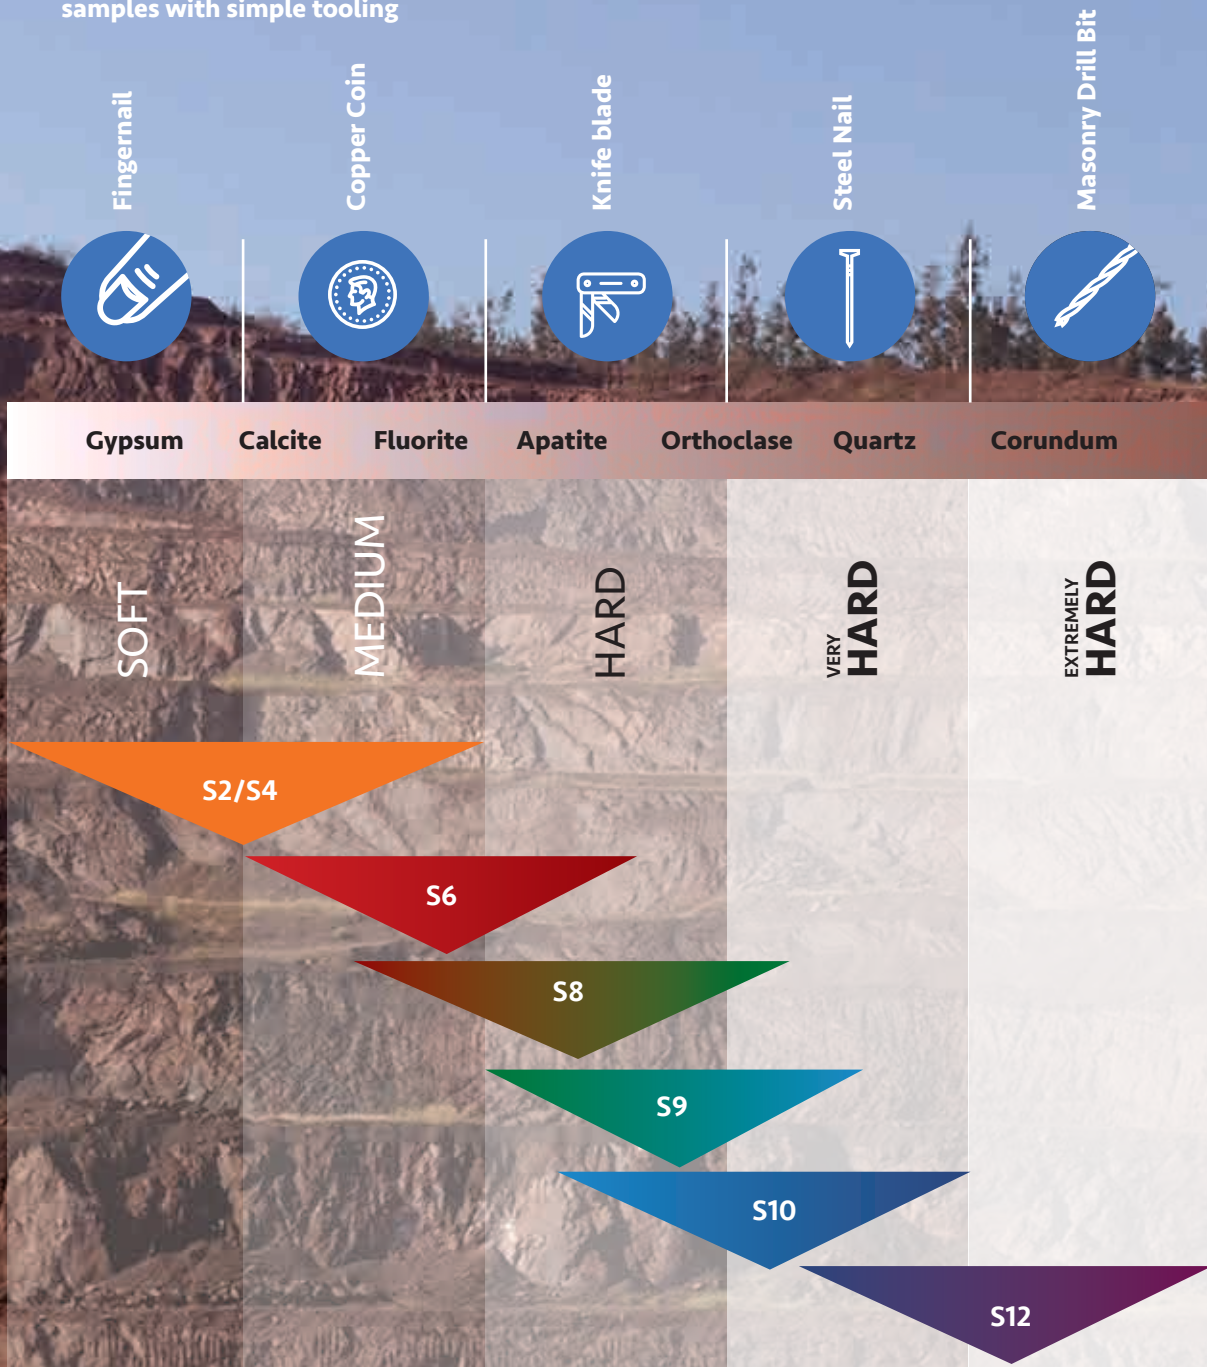 samples with simple tooling
Fingernail
Copper Coin
Knife blade
Steel Nail
Masonry Drill Bit
Gypsum Calcite Fluorite Apatite Orthoclase Quartz Corundum
SOFT
MEDIUM
HARD
VERY
HARD
EXTREMELY
HARD
S2/S4
S6
S8
S9
S10
S12